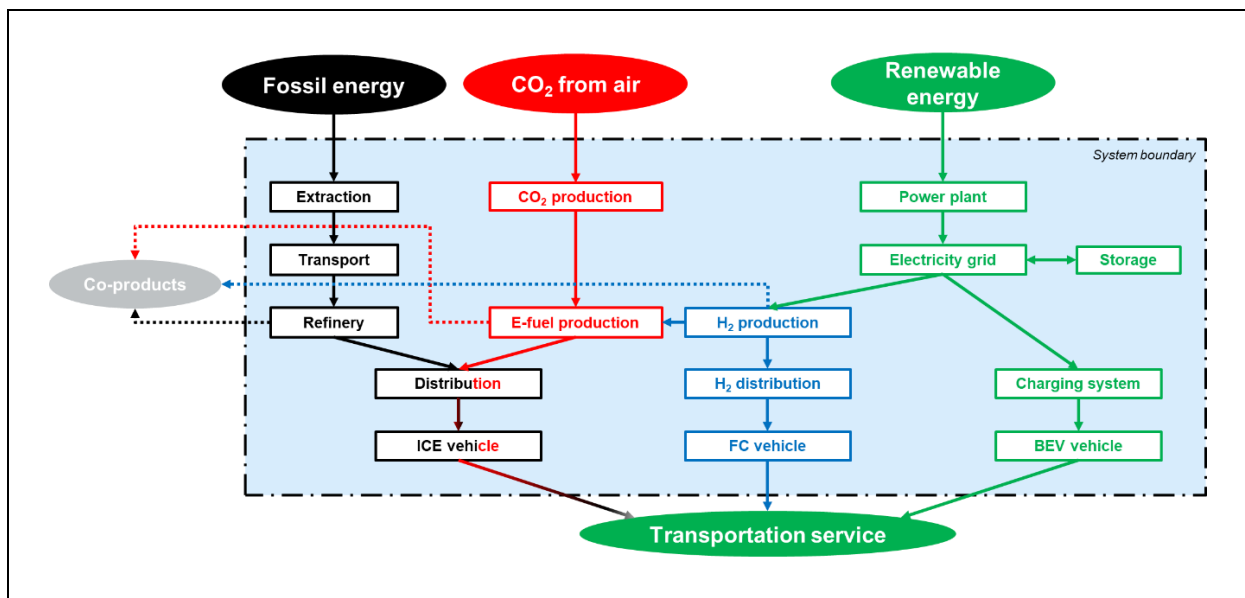 Fossil energy
CO₂ from air
Renewable
energy
System boundary
Extraction
CO₂ production
Power plant
Transport
Electricity grid
Storage
Co-products
Refinery
E-fuel production
H₂ production
Distribution
H₂ distribution
Charging system
ICE vehicle
FC vehicle
BEV vehicle
Transportation service